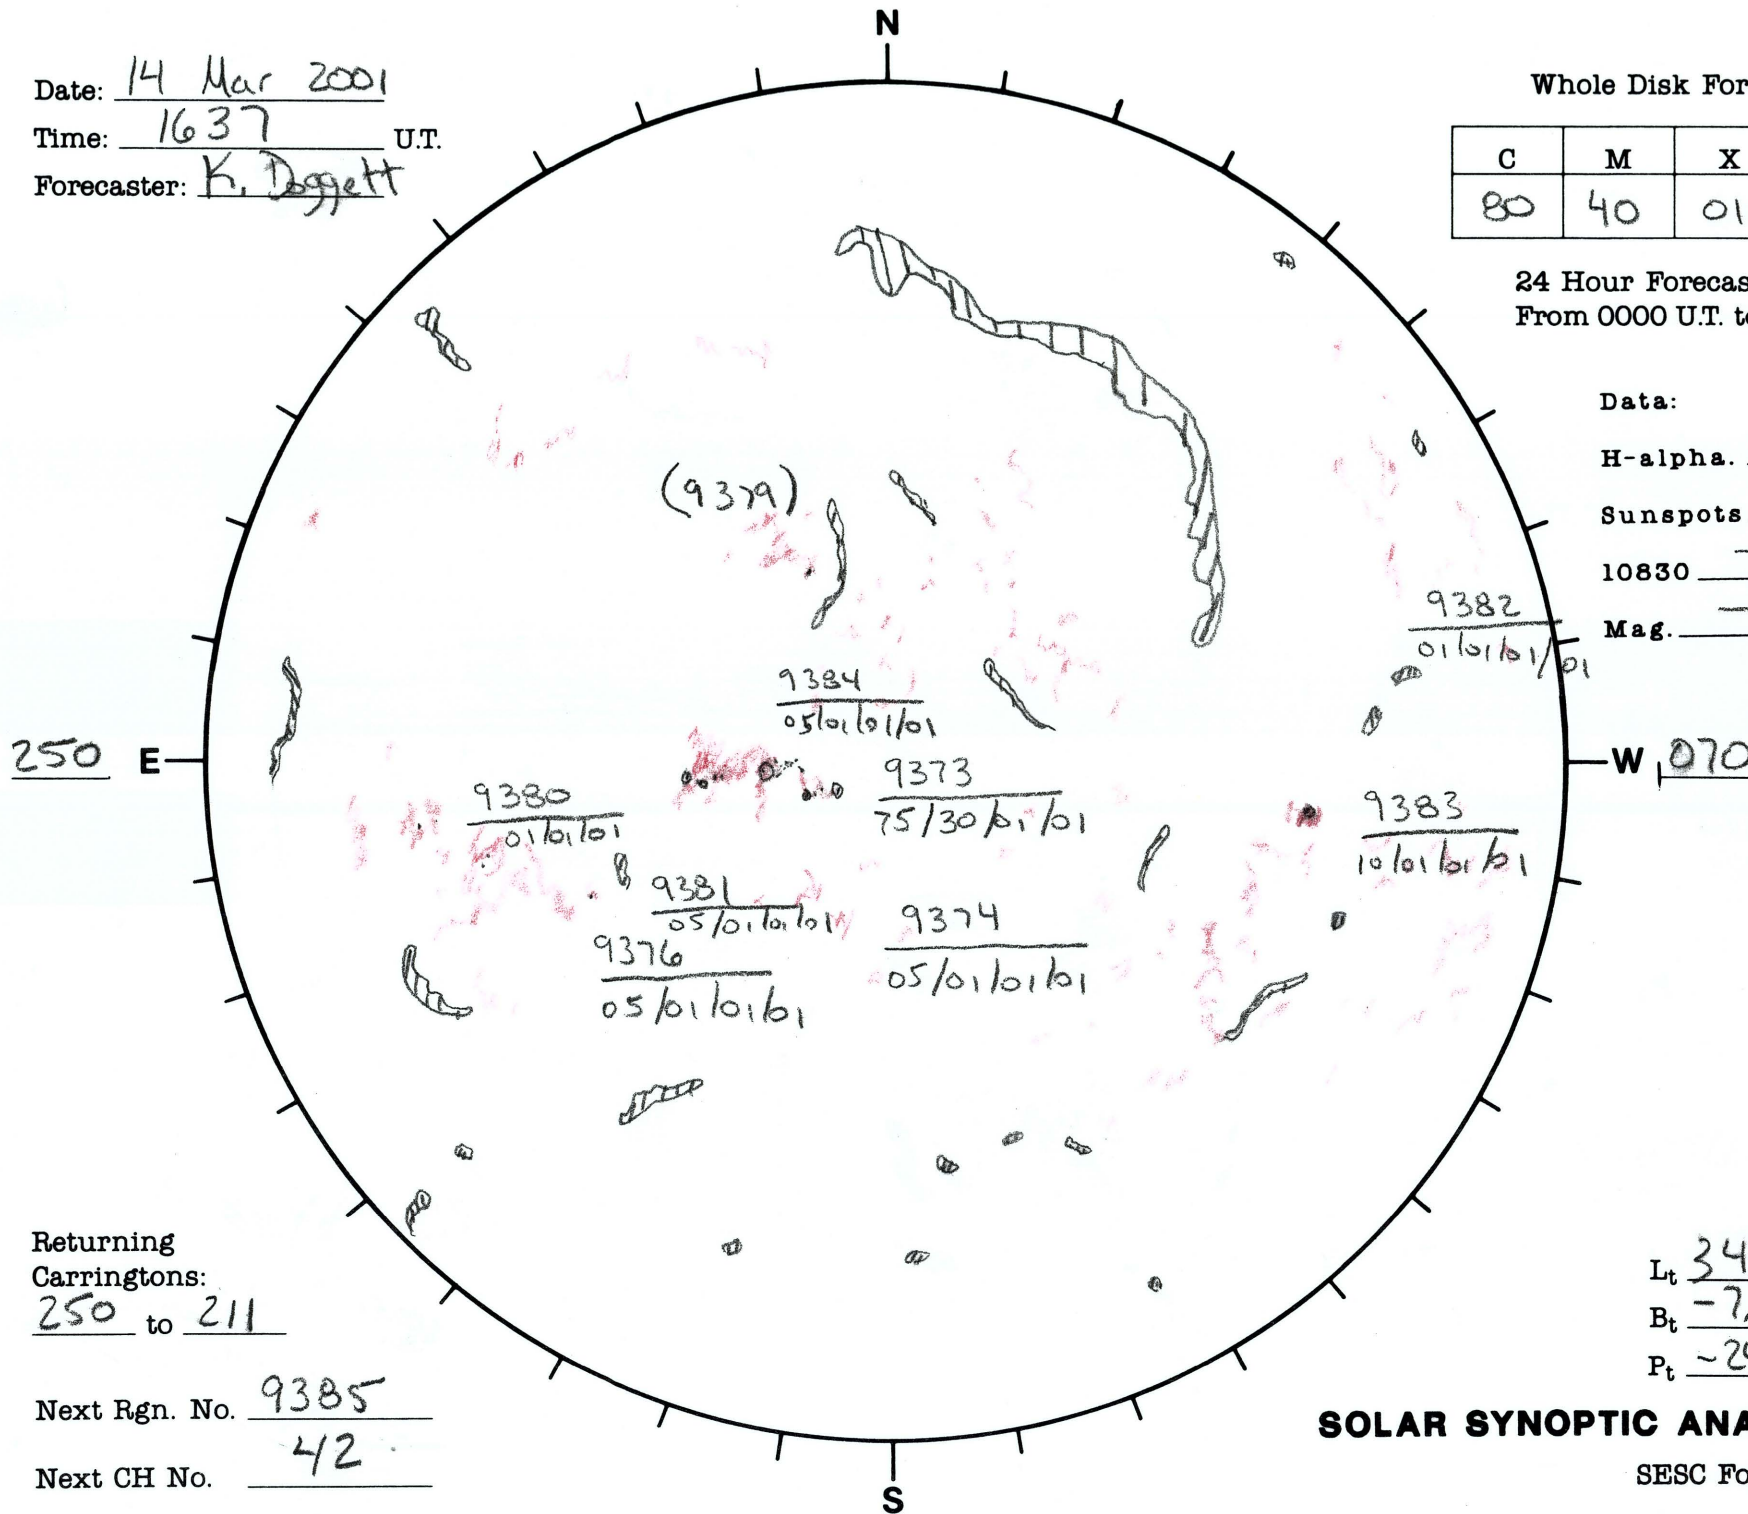 N
Date: 14 Mar 2001
Time: 1637 U.T.
Forecaster: K. Doggett
Whole Disk For
C M X
80 40 01
24 Hour Forecas
From 0000 U.T. t
Data:
H-alpha.
Sunspots
10830
Mag.
(9379)
9382
01/01/01/01
9384
05/01/01/01
250 E
W 070
9373
75/30/01/01
9380
01/01/01
9383
10/01/01/01
9381
05/01/01/01
9374
05/01/01/01
9376
05/01/01/01
Returning
Carringtons:
250 to 211
Lt 34
Bt -7.
Pt -2
Next Rgn. No. 9385
Next CH No. 42
SOLAR SYNOPTIC ANA
SESC Fo
S